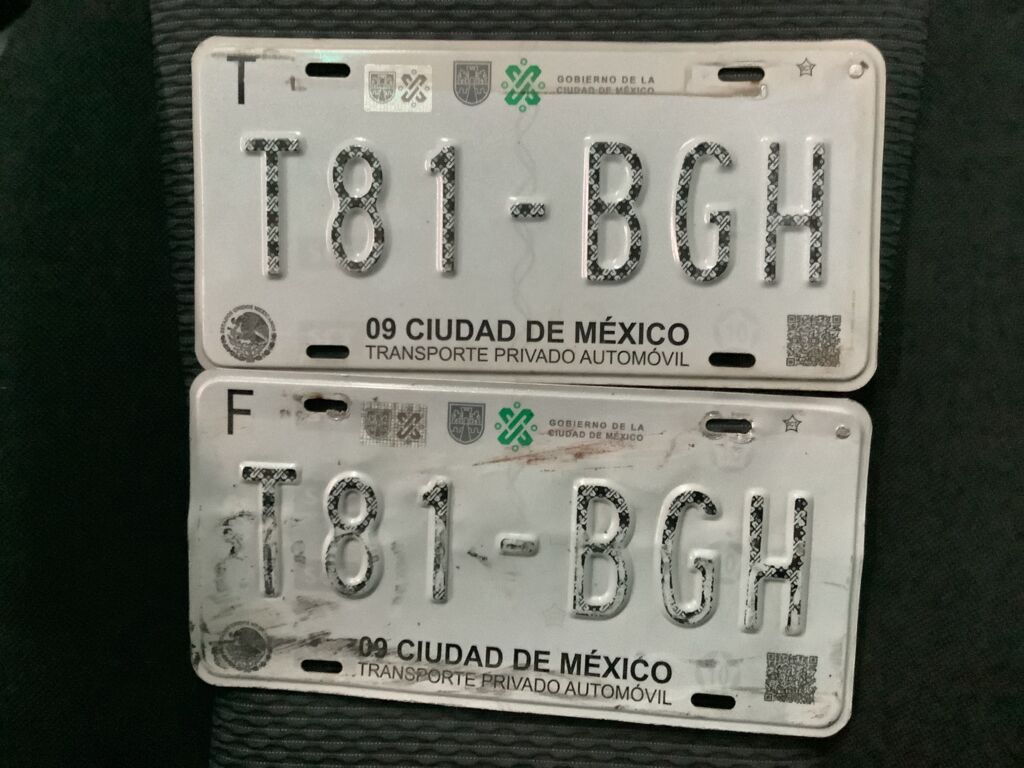 T
GOBIERNO DE LA
CIUDAD DE MÉXICO
T81-BGH
09 CIUDAD DE MÉXICO
TRANSPORTE PRIVADO AUTOMÓVIL
F
GOBIERNO DE LA
CIUDAD DE MÉXICO
T81-BGH
09 CIUDAD DE MÉXICO
TRANSPORTE PRIVADO AUTOMÓVIL